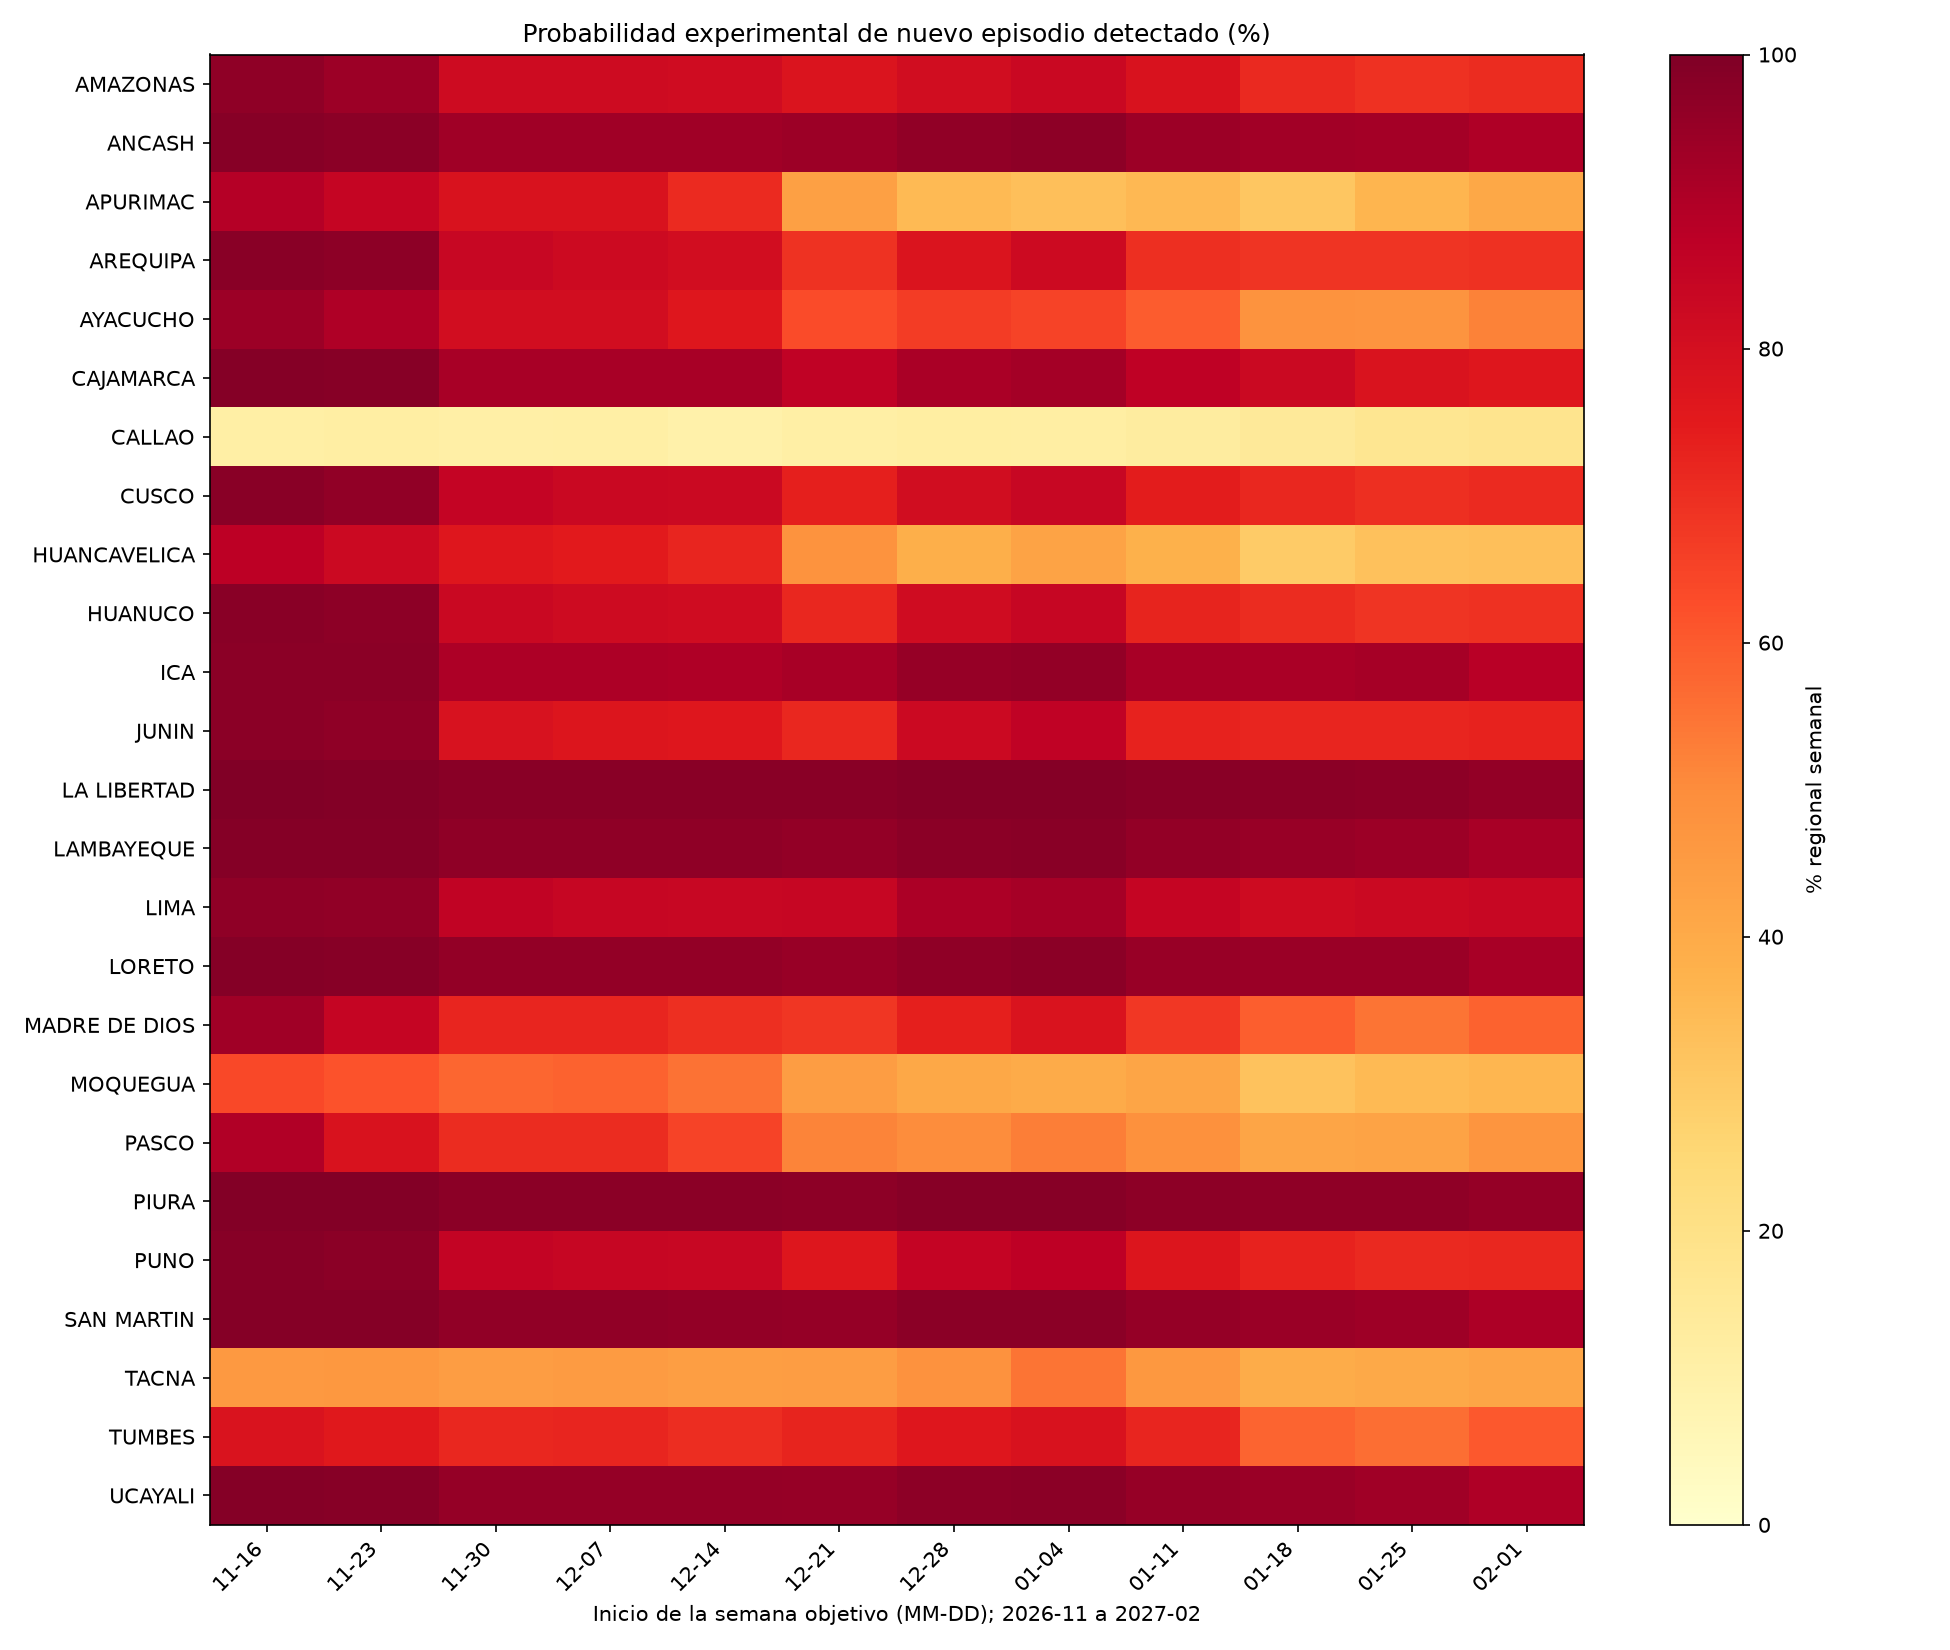 Probabilidad experimental de nuevo episodio detectado (%)
AMAZONAS
ANCASH
APURIMAC
AREQUIPA
AYACUCHO
CAJAMARCA
CALLAO
CUSCO
HUANCAVELICA
HUANUCO
ICA
JUNIN
LA LIBERTAD
LAMBAYEQUE
LIMA
LORETO
MADRE DE DIOS
MOQUEGUA
PASCO
PIURA
PUNO
SAN MARTIN
TACNA
TUMBES
UCAYALI
11-16
11-23
11-30
12-07
12-14
12-21
12-28
01-04
01-11
01-18
01-25
02-01
Inicio de la semana objetivo (MM-DD); 2026-11 a 2027-02
100
80
60
40
20
0
% regional semanal